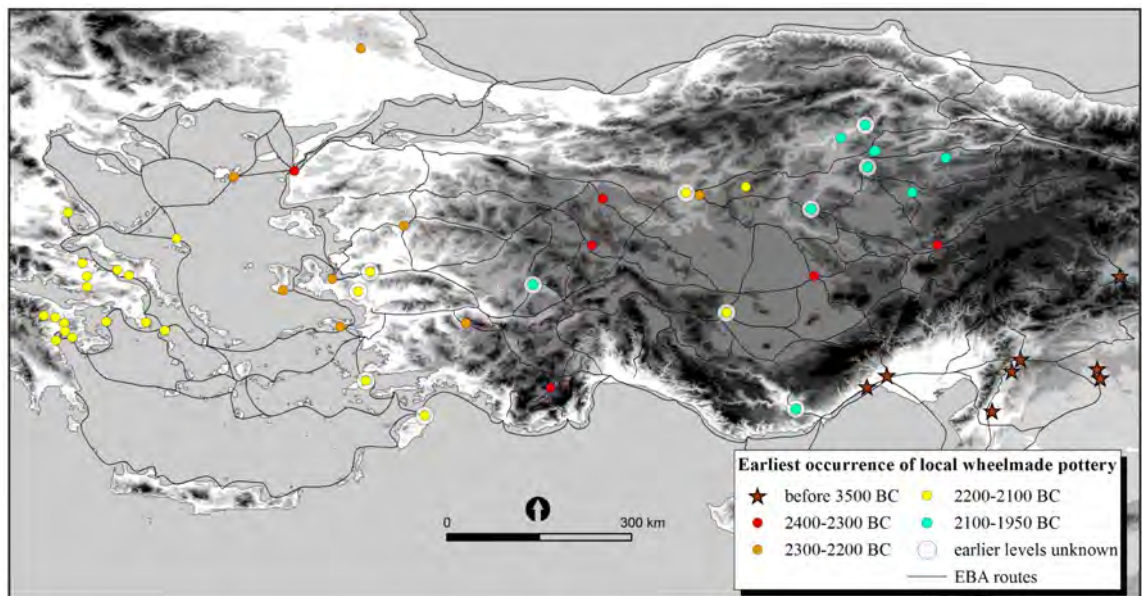 0
300 km
Earliest occurrence of local wheelmade pottery
before 3500 BC
2400-2300 BC
2300-2200 BC
2200-2100 BC
2100-1950 BC
earlier levels unknown
EBA routes